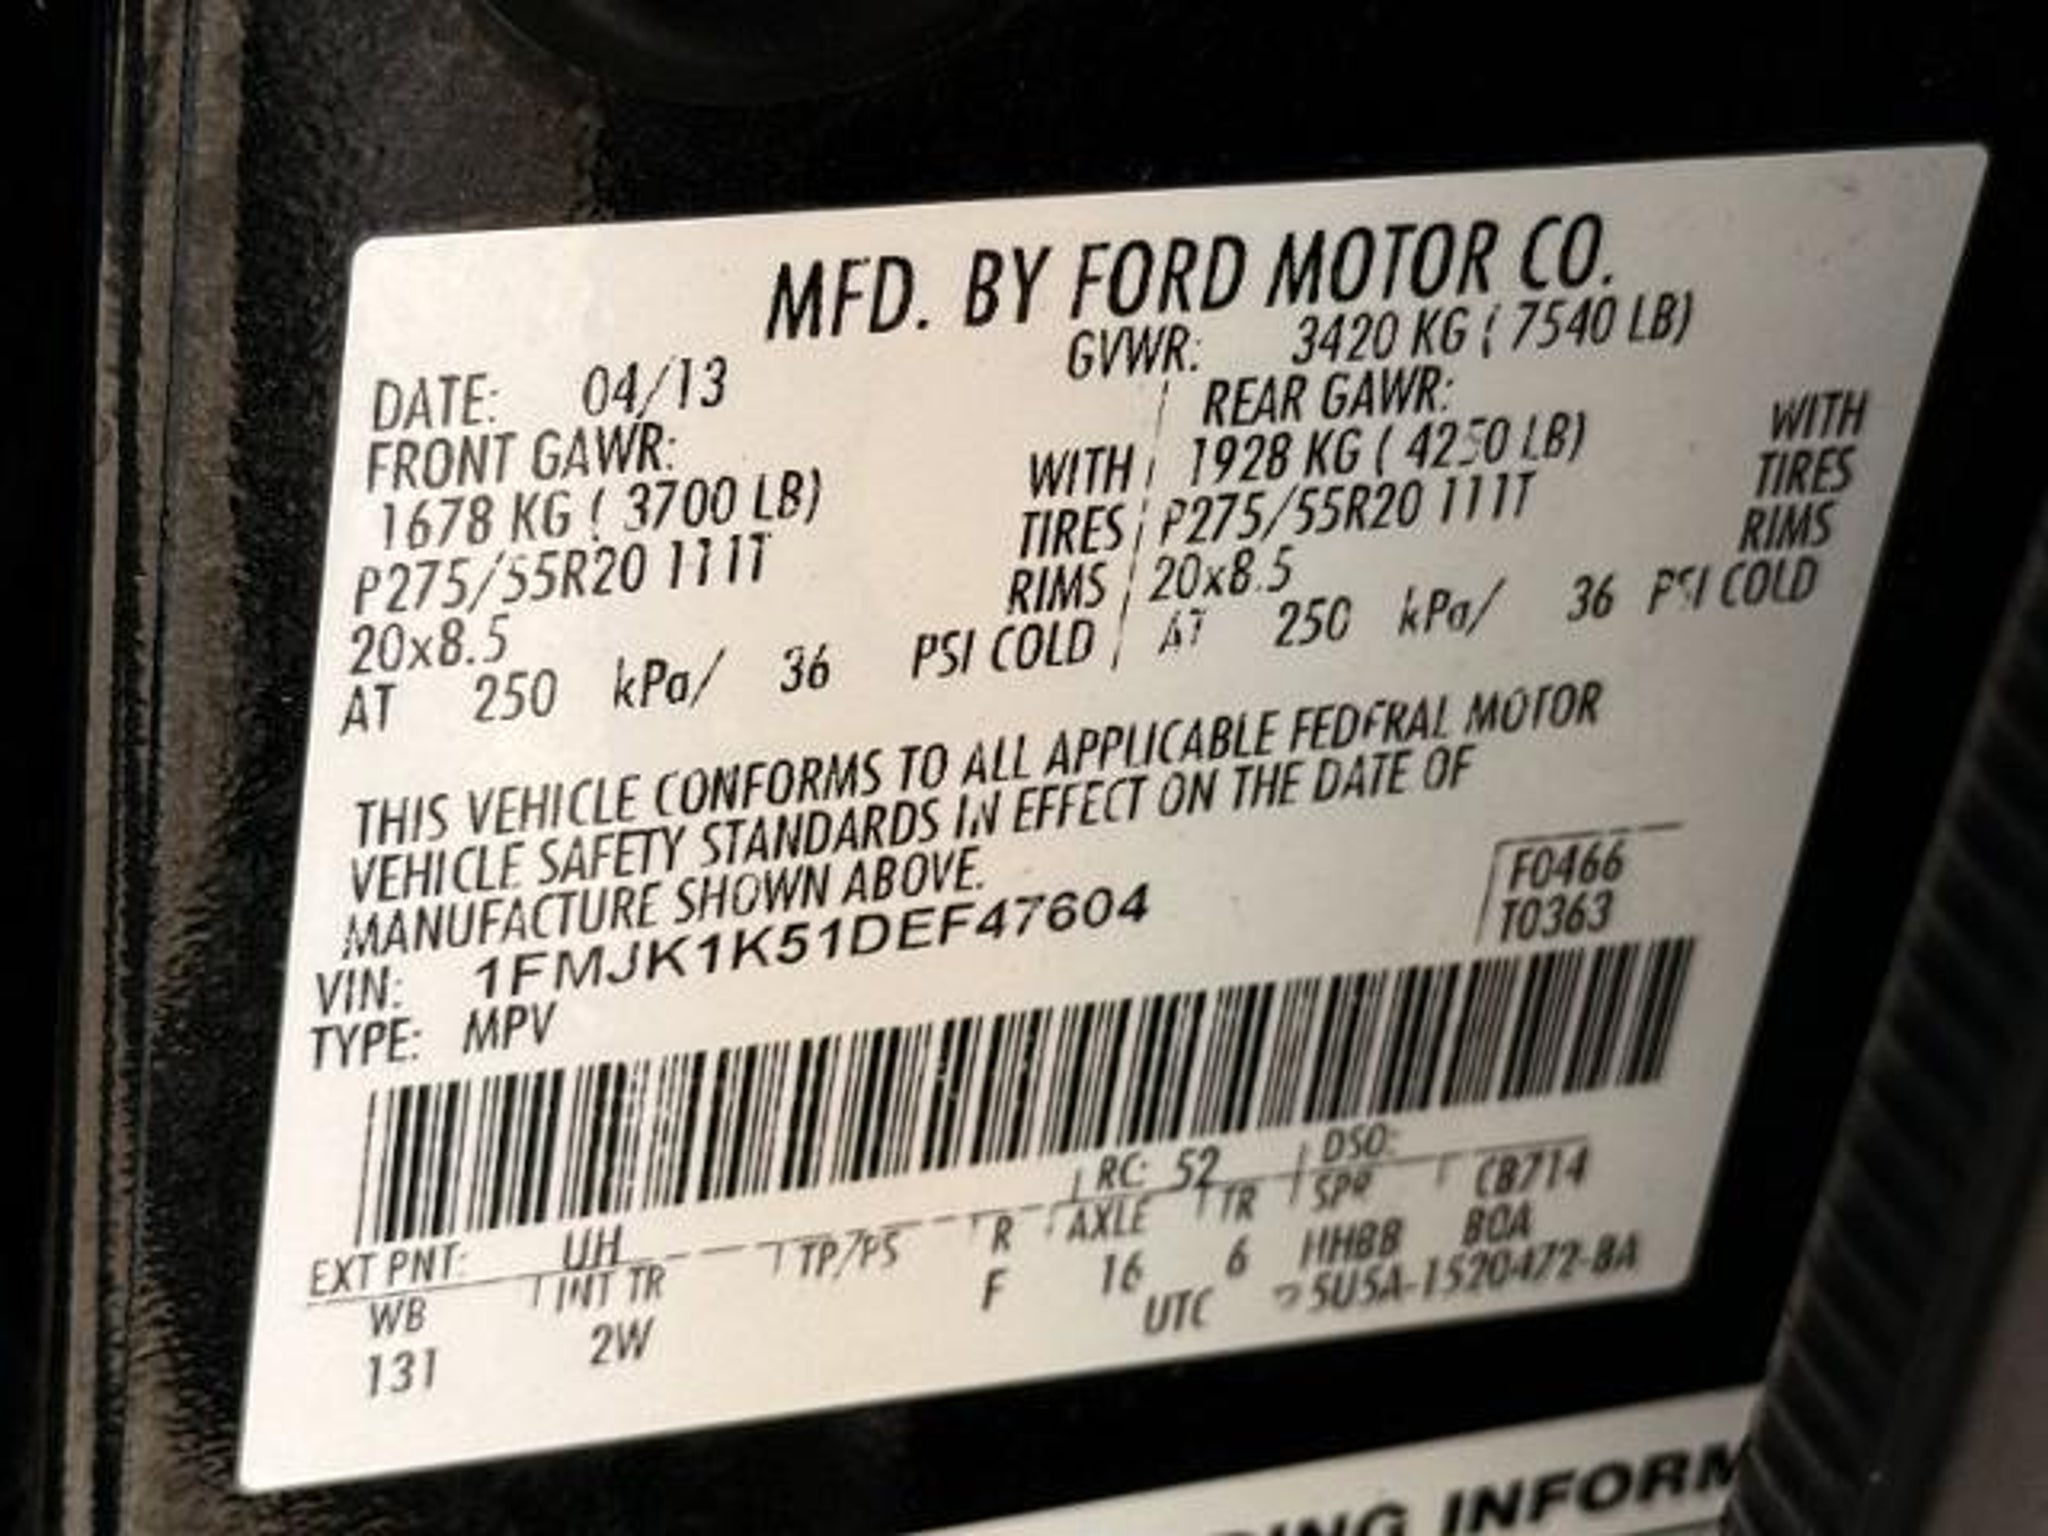 MFD. BY FORD MOTOR CO.
DATE: 04/13 GVWR: 3420 KG ( 7540 LB)
FRONT GAWR: REAR GAWR:
1678 KG ( 3700 LB) WITH 1928 KG ( 4250 LB) WITH
P275/55R20 111T TIRES P275/55R20 111T TIRES
20x8.5 RIMS 20x8.5 RIMS
AT 250 kPa/ 36 PSI COLD AT 250 kPa/ 36 PSI COLD
THIS VEHICLE CONFORMS TO ALL APPLICABLE FEDERAL MOTOR
VEHICLE SAFETY STANDARDS IN EFFECT ON THE DATE OF
MANUFACTURE SHOWN ABOVE.
F0466
T0363
VIN: 1FMJK1K51DEF47604
TYPE: MPV
RC: 52 DSO:
EXT PNT: UH CB714
WB INT TR TP/PS R AXLE TR SPR BOA
131 2W F 16 6 HHBB
UTC 5U5A-1520472-BA
ING INFORM